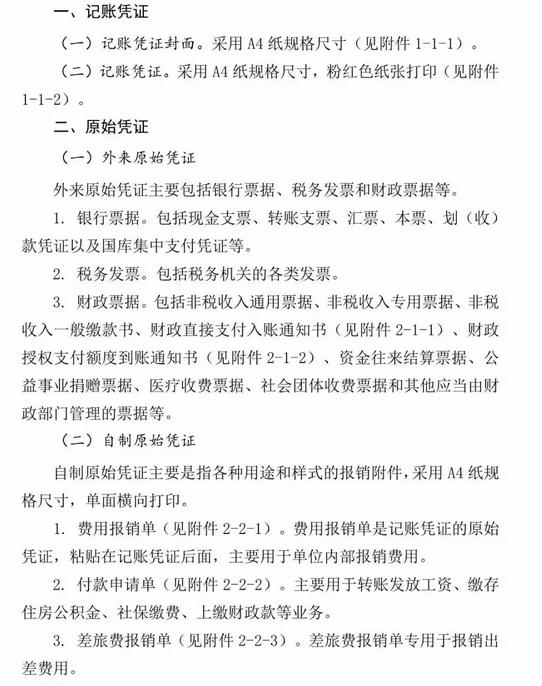 一、记账凭证
（一）记账凭证封面。采用 A4 纸规格尺寸（见附件 1-1-1）。
（二）记账凭证。采用 A4 纸规格尺寸，粉红色纸张打印（见附件
1-1-2）。
二、原始凭证
（一）外来原始凭证
外来原始凭证主要包括银行票据、税务发票和财政票据等。
1. 银行票据。包括现金支票、转账支票、汇票、本票、划（收）
款凭证以及国库集中支付凭证等。
2. 税务发票。包括税务机关的各类发票。
3. 财政票据。包括非税收入通用票据、非税收入专用票据、非税
收入一般缴款书、财政直接支付入账通知书（见附件 2-1-1）、财政
授权支付额度到账通知书（见附件 2-1-2）、资金往来结算票据、公
益事业捐赠票据、医疗收费票据、社会团体收费票据和其他应当由财
政部门管理的票据等。
（二）自制原始凭证
自制原始凭证主要是指各种用途和样式的报销附件，采用 A4 纸规
格尺寸，单面横向打印。
1. 费用报销单（见附件 2-2-1）。费用报销单是记账凭证的原始
凭证，粘贴在记账凭证后面，主要用于单位内部报销费用。
2. 付款申请单（见附件 2-2-2）。主要用于转账发放工资、缴存
住房公积金、社保缴费、上缴财政款等业务。
3. 差旅费报销单（见附件 2-2-3）。差旅费报销单专用于报销出
差费用。